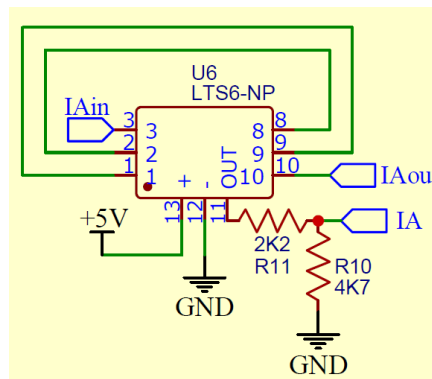 U6
LTS6-NP
IAin
3
3
8
8
2
2
9
9
1
1
10
10
IAou
+
-
OUT
13
12
11
+5V
2K2
R11
IA
R10
4K7
GND
GND